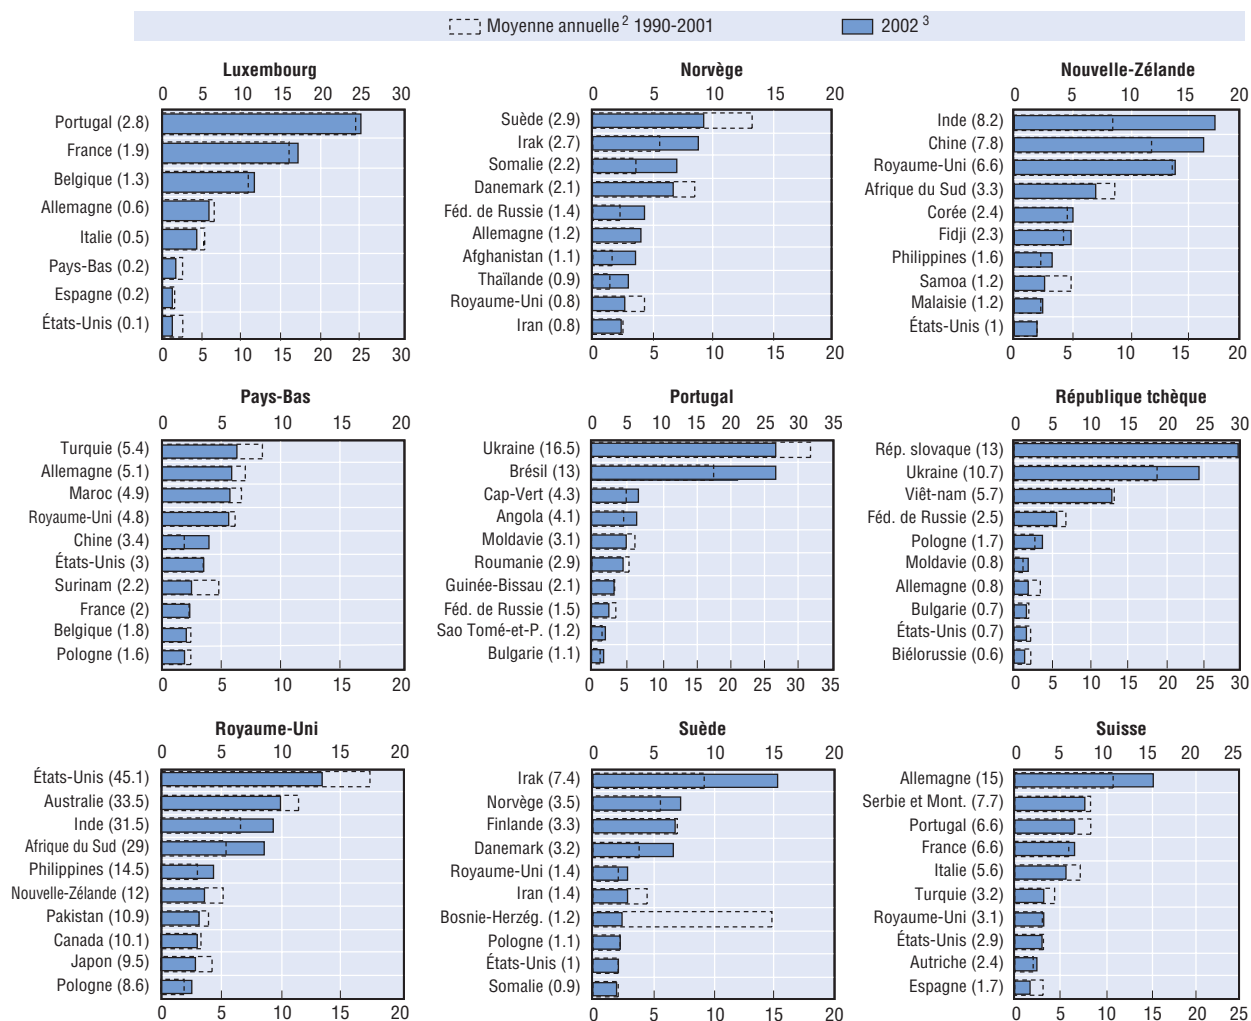 Moyenne annuelle² 1990-2001 2002³
Luxembourg
0 5 10 15 20 25 30
Portugal (2.8)
France (1.9)
Belgique (1.3)
Allemagne (0.6)
Italie (0.5)
Pays-Bas (0.2)
Espagne (0.2)
États-Unis (0.1)
0 5 10 15 20 25 30
Norvège
0 5 10 15 20
Suède (2.9)
Irak (2.7)
Somalie (2.2)
Danemark (2.1)
Féd. de Russie (1.4)
Allemagne (1.2)
Afghanistan (1.1)
Thaïlande (0.9)
Royaume-Uni (0.8)
Iran (0.8)
0 5 10 15 20
Nouvelle-Zélande
0 5 10 15 20
Inde (8.2)
Chine (7.8)
Royaume-Uni (6.6)
Afrique du Sud (3.3)
Corée (2.4)
Fidji (2.3)
Philippines (1.6)
Samoa (1.2)
Malaisie (1.2)
États-Unis (1)
0 5 10 15 20
Pays-Bas
0 5 10 15 20
Turquie (5.4)
Allemagne (5.1)
Maroc (4.9)
Royaume-Uni (4.8)
Chine (3.4)
États-Unis (3)
Surinam (2.2)
France (2)
Belgique (1.8)
Pologne (1.6)
0 5 10 15 20
Portugal
0 5 10 15 20 25 30 35
Ukraine (16.5)
Brésil (13)
Cap-Vert (4.3)
Angola (4.1)
Moldavie (3.1)
Roumanie (2.9)
Guinée-Bissau (2.1)
Féd. de Russie (1.5)
Sao Tomé-et-P. (1.2)
Bulgarie (1.1)
0 5 10 15 20 25 30 35
République tchèque
0 5 10 15 20 25 30
Rép. slovaque (13)
Ukraine (10.7)
Viêt-nam (5.7)
Féd. de Russie (2.5)
Pologne (1.7)
Moldavie (0.8)
Allemagne (0.8)
Bulgarie (0.7)
États-Unis (0.7)
Biélorussie (0.6)
0 5 10 15 20 25 30
Royaume-Uni
0 5 10 15 20
États-Unis (45.1)
Australie (33.5)
Inde (31.5)
Afrique du Sud (29)
Philippines (14.5)
Nouvelle-Zélande (12)
Pakistan (10.9)
Canada (10.1)
Japon (9.5)
Pologne (8.6)
0 5 10 15 20
Suède
0 5 10 15 20
Irak (7.4)
Norvège (3.5)
Finlande (3.3)
Danemark (3.2)
Royaume-Uni (1.4)
Iran (1.4)
Bosnie-Herzég. (1.2)
Pologne (1.1)
États-Unis (1)
Somalie (0.9)
0 5 10 15 20
Suisse
0 5 10 15 20 25
Allemagne (15)
Serbie et Mont. (7.7)
Portugal (6.6)
France (6.6)
Italie (5.6)
Turquie (3.2)
Royaume-Uni (3.1)
États-Unis (2.9)
Autriche (2.4)
Espagne (1.7)
0 5 10 15 20 25